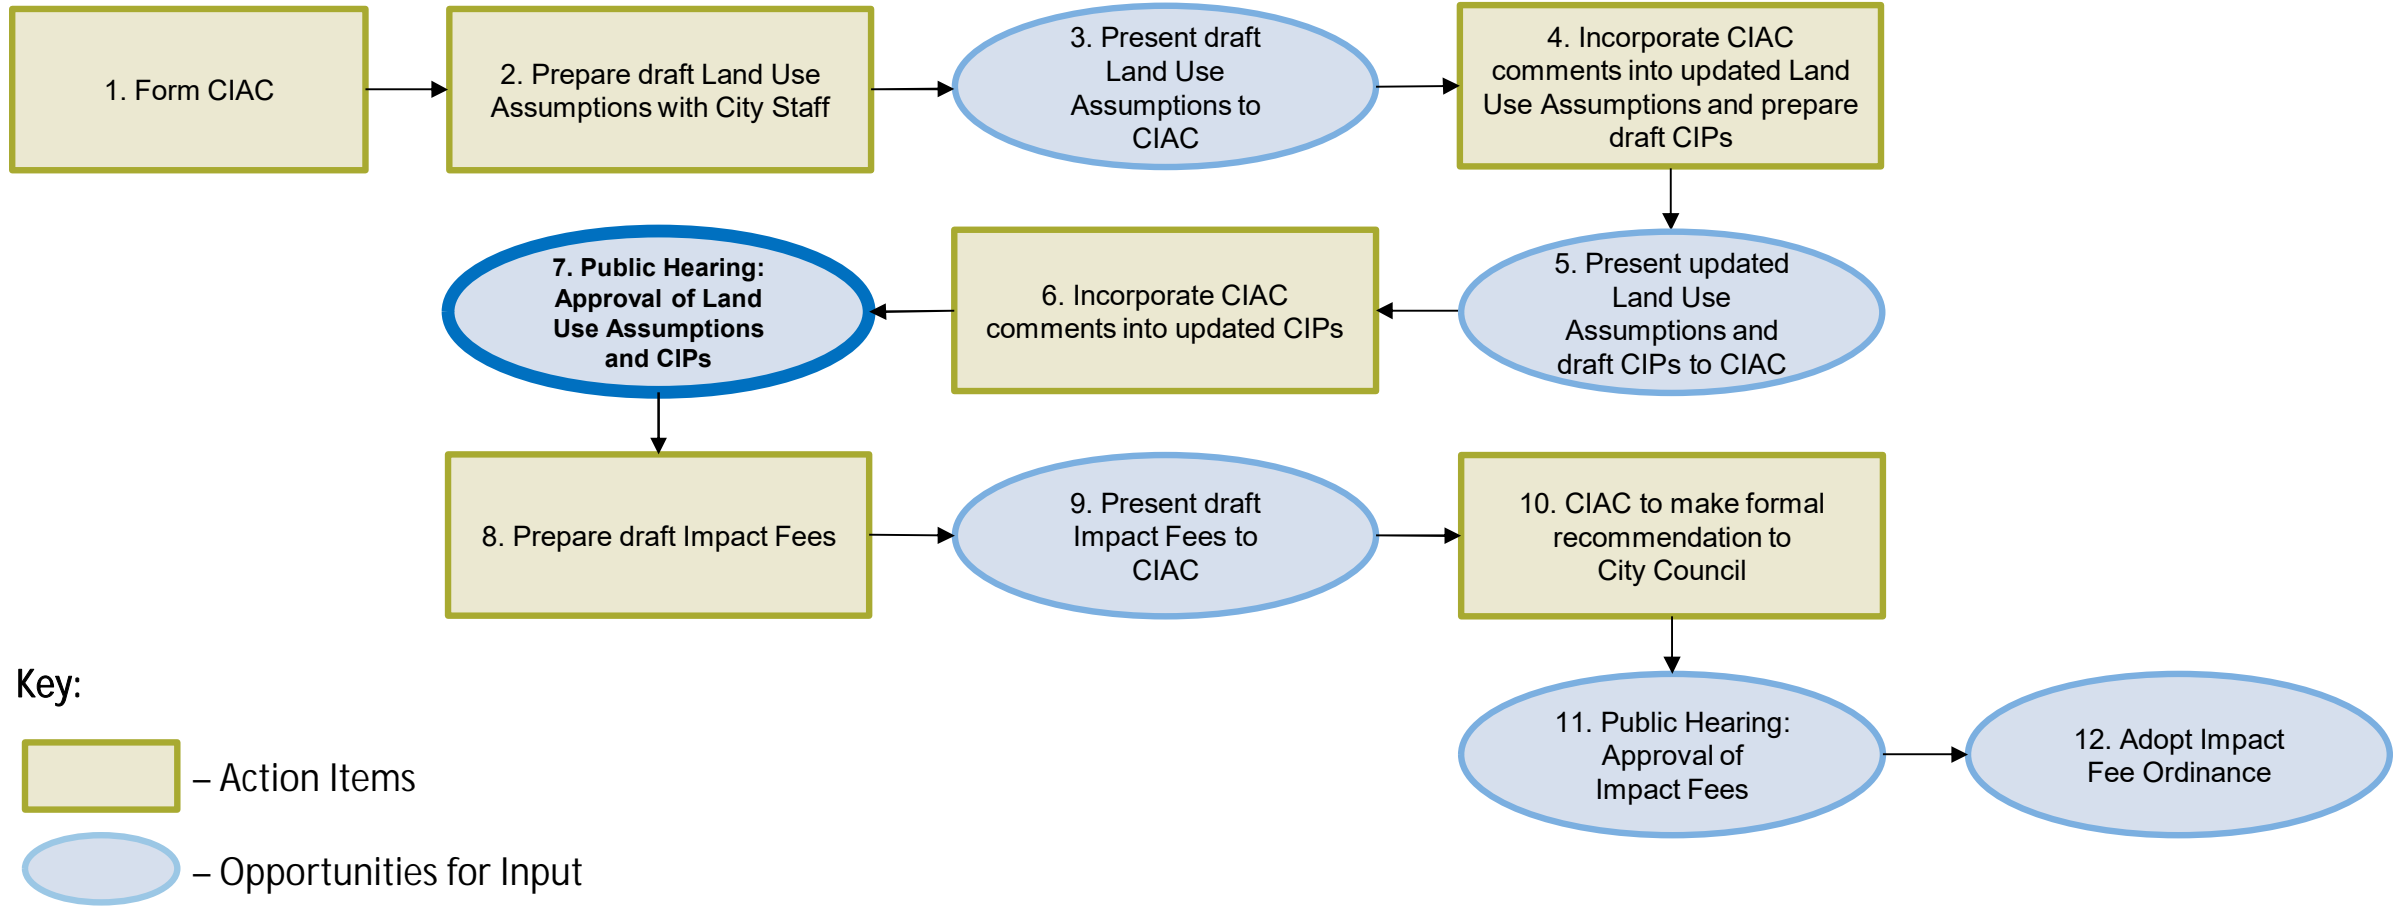 1. Form CIAC
2. Prepare draft Land Use
Assumptions with City Staff
3. Present draft
Land Use
Assumptions to
CIAC
4. Incorporate CIAC
comments into updated Land
Use Assumptions and prepare
draft CIPs
5. Present updated
Land Use
Assumptions and
draft CIPs to CIAC
6. Incorporate CIAC
comments into updated CIPs
7. Public Hearing:
Approval of Land
Use Assumptions
and CIPs
8. Prepare draft Impact Fees
9. Present draft
Impact Fees to
CIAC
10. CIAC to make formal
recommendation to
City Council
11. Public Hearing:
Approval of
Impact Fees
12. Adopt Impact
Fee Ordinance
Key:
– Action Items
– Opportunities for Input